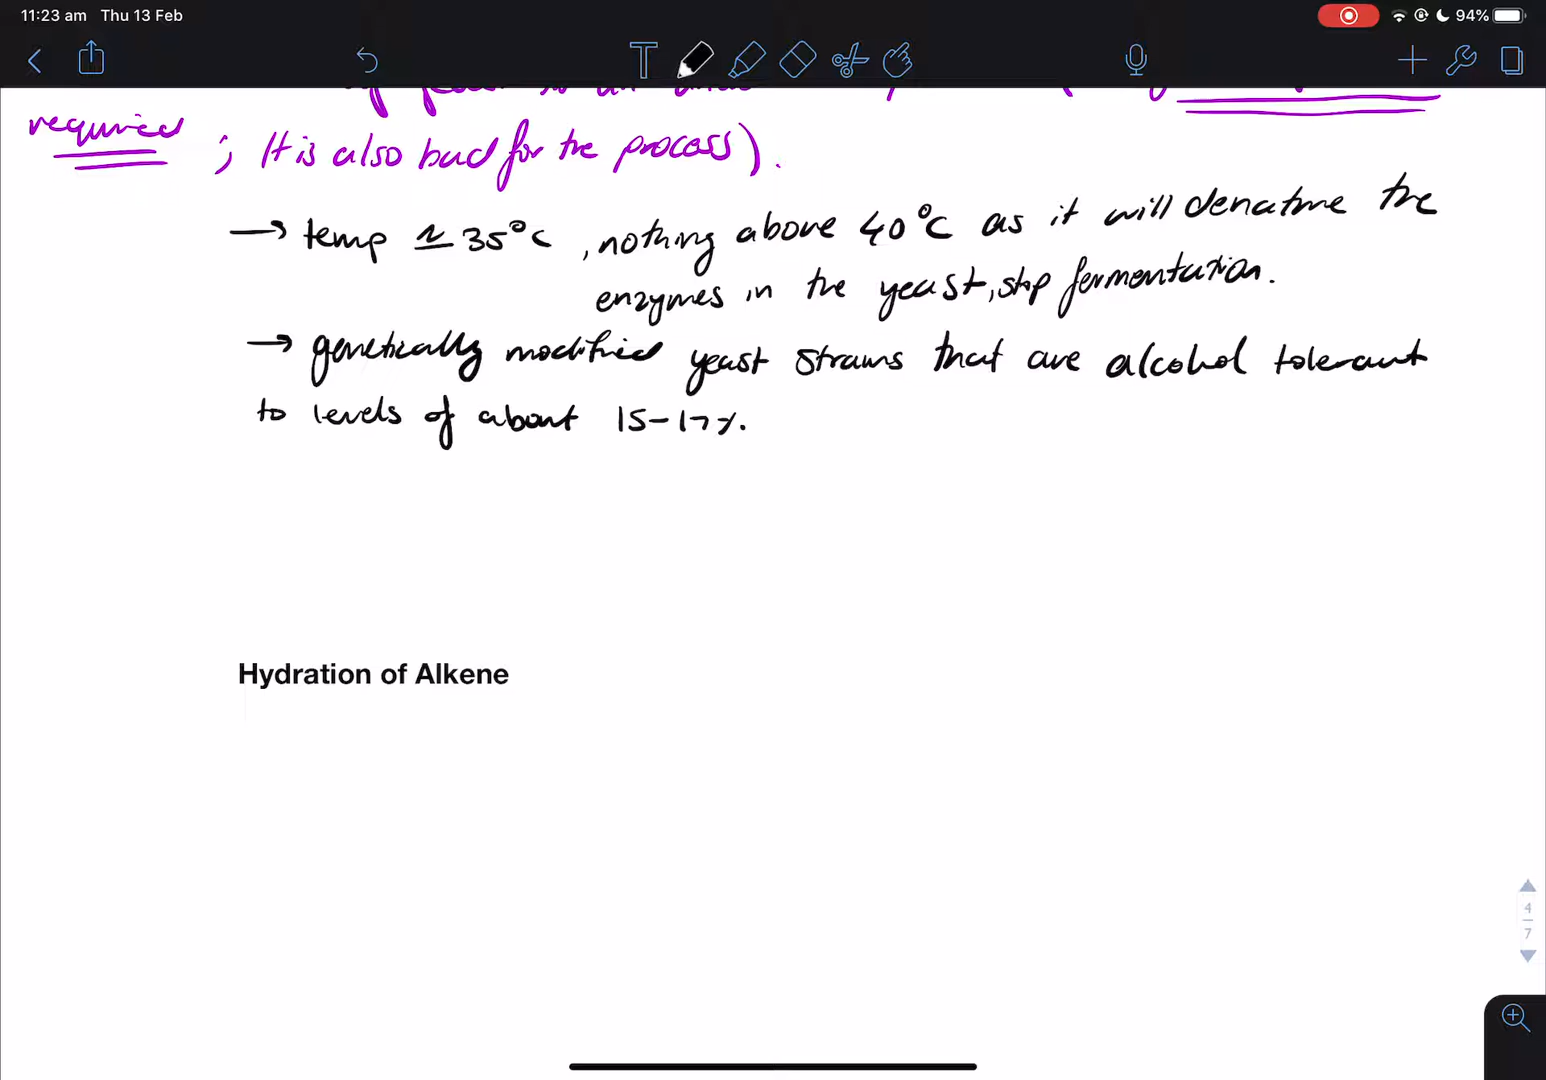 11:23 am Thu 13 Feb
94%
required ; It is also bad for the process).
→ temp ≃ 35°C , nothing above 40°C as it will denature the
enzymes in the yeast, stop fermentation.
→ genetically modified yeast strains that are alcohol tolerant
to levels of about 15-17%.
Hydration of Alkene
4
7